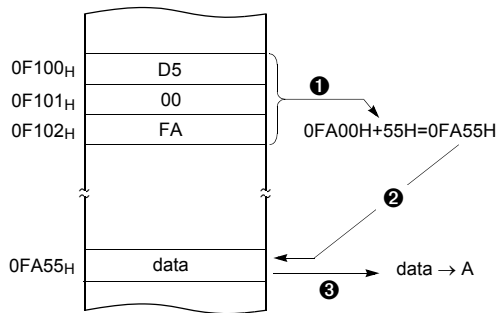 0F100H D5
0F101H 00
0F102H FA
❶
0FA00H+55H=0FA55H
❷
0FA55H data
❸
data → A